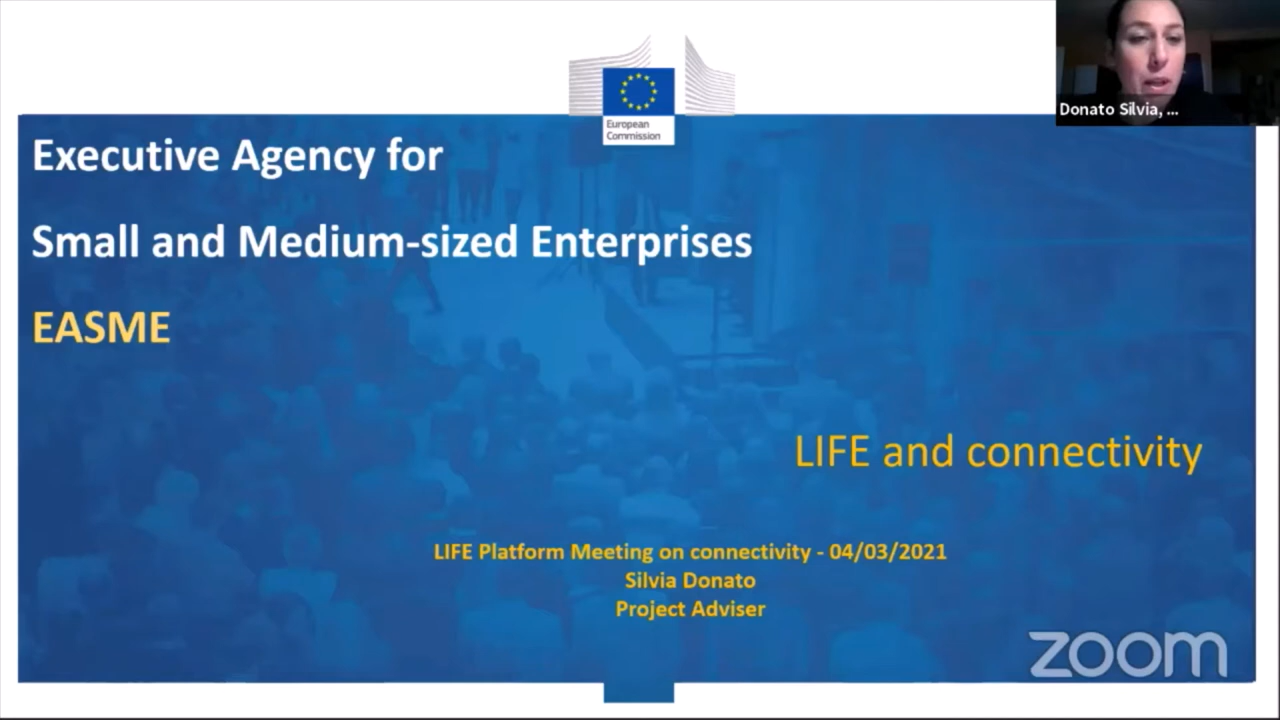 European
Commission
Donato Silvia, ...
Executive Agency for
Small and Medium-sized Enterprises
EASME
LIFE and connectivity
LIFE Platform Meeting on connectivity - 04/03/2021
Silvia Donato
Project Adviser
zoom